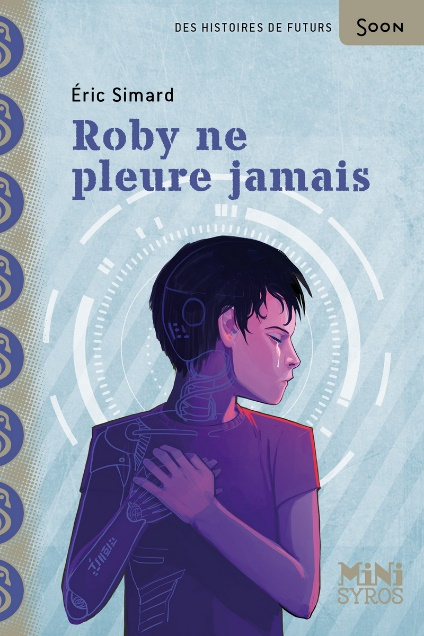 DES HISTOIRES DE FUTURS
SOON
Éric Simard
Roby ne
pleure jamais
MiNi
SYROS